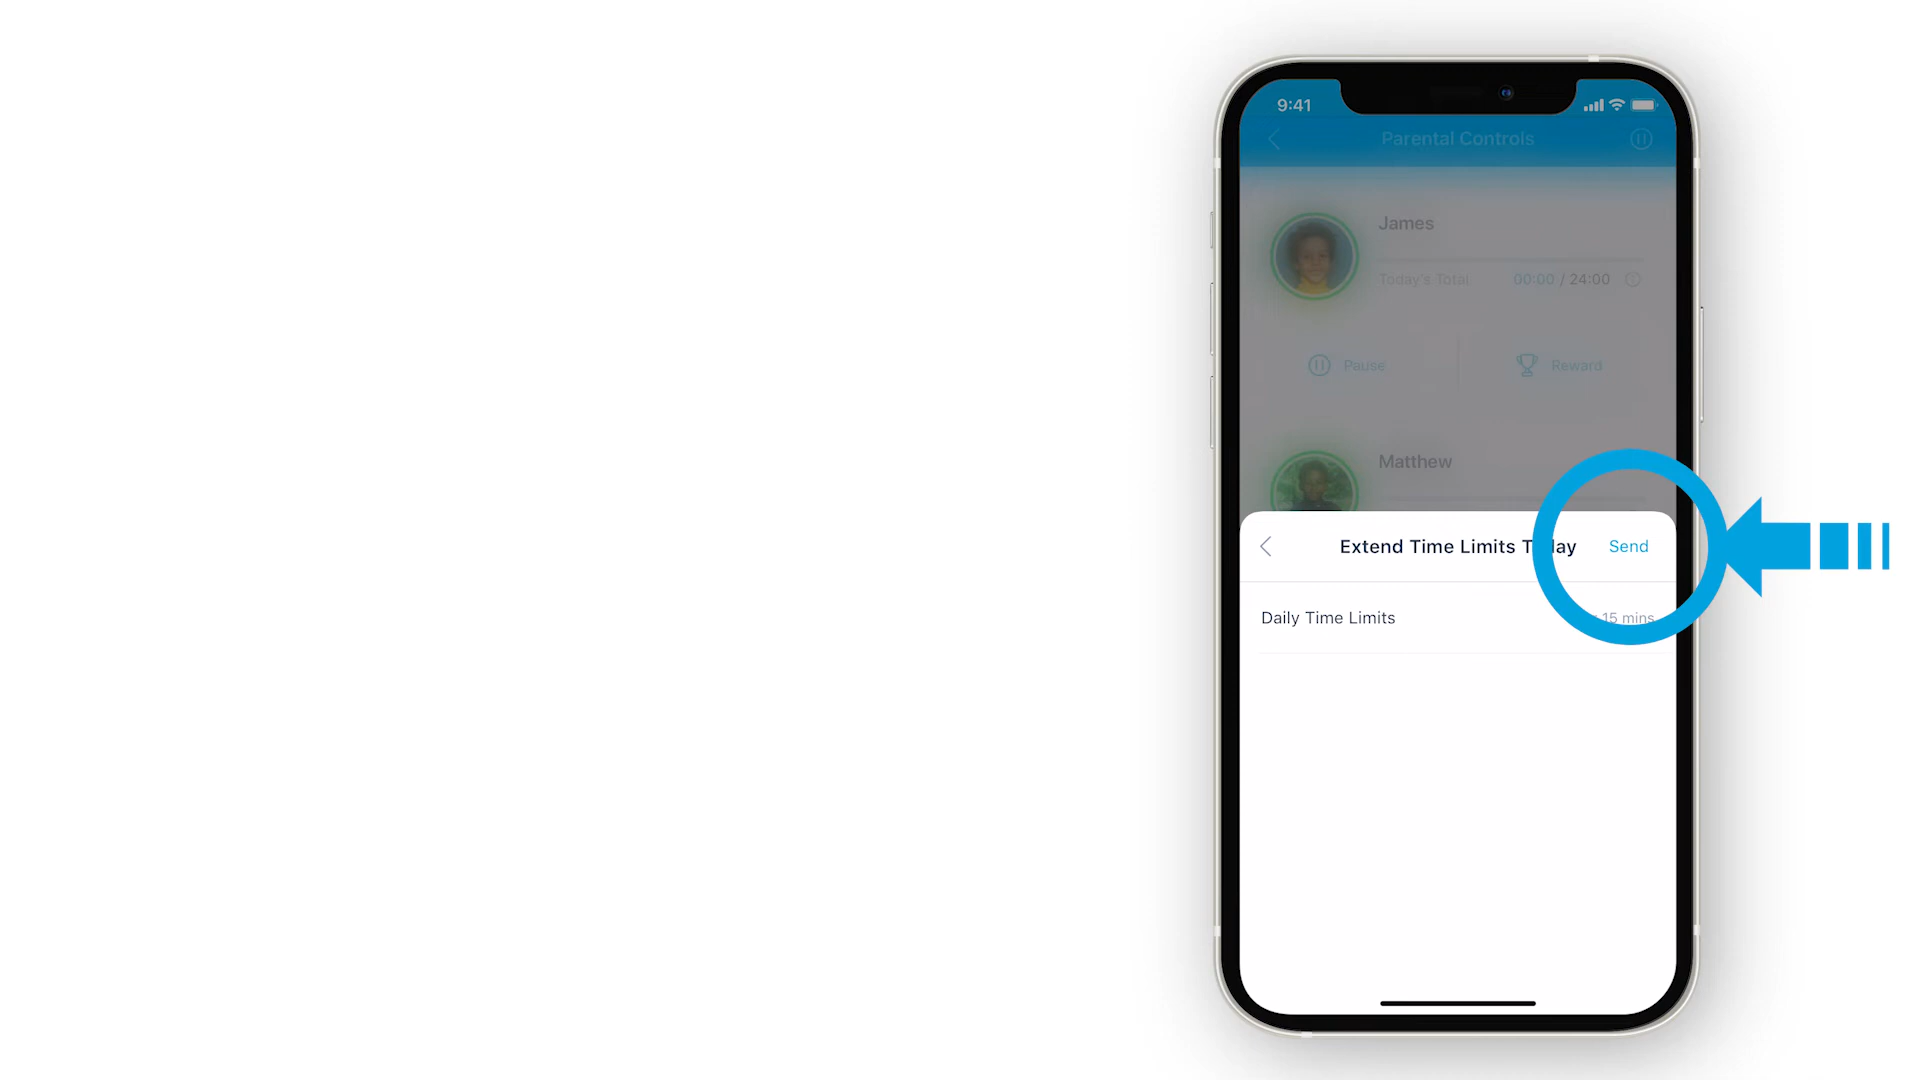 9:41
Parental Controls
James
Today's Total 00:00 / 24:00
Pause Reward
Matthew
Extend Time Limits Send
Daily Time Limits 15 mins